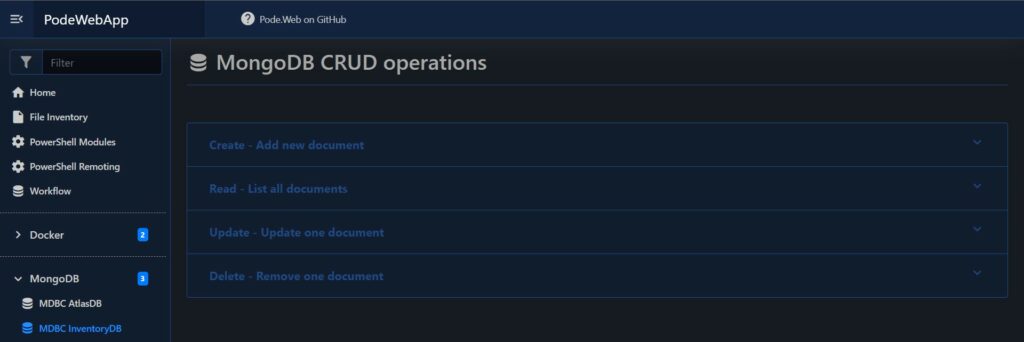 PodeWebApp
Pode.Web on GitHub
Filter
Home
File Inventory
PowerShell Modules
PowerShell Remoting
Workflow
Docker 2
MongoDB 3
MDBC AtlasDB
MDBC InventoryDB
MongoDB CRUD operations
Create - Add new document
Read - List all documents
Update - Update one document
Delete - Remove one document